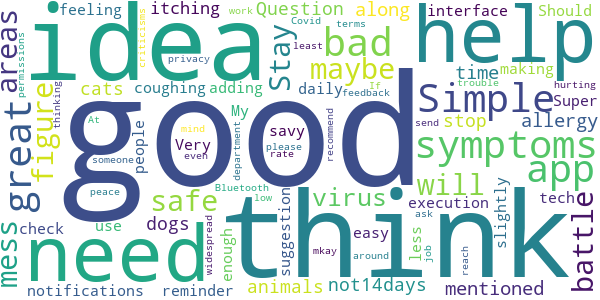 idea
help
good
think
need
Simple
symptoms
app
bad
great
areas
figure
mess
Stay
maybe
safe
virus
will
battle
feeling
itching
Question
along
interface
Should
cats
coughing
adding
daily
time
making
stop
allergy
Super
check
dogs
people
My
savy
Very
use
notifications
reminder
animals
enough
suggestion
easy
not14days
less
execution
mentioned
slightly
tech
work
Covid
terms
least
privacy
If
feedback
trouble
hurting
permissions
criticisms
thinking
At
someone
mind
even
department
please
rate
recommend
send
peace
Bluetooth
low
widespread
mkay
around
ask
job
reach